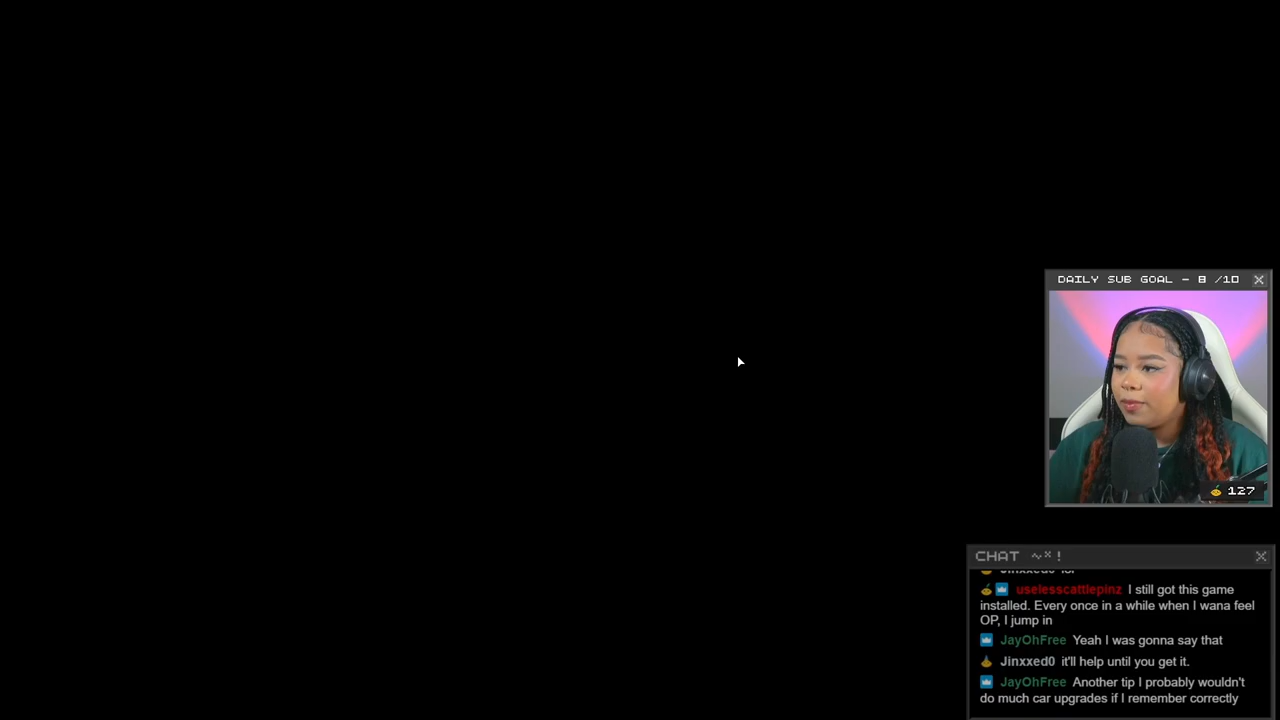 DAILY SUB GOAL - 8 /10
127
CHAT
Jinxxed0 lol
uselesscattlepinz I still got this game
installed. Every once in a while when I wana feel
OP, I jump in
JayOhFree Yeah I was gonna say that
Jinxxed0 it'll help until you get it.
JayOhFree Another tip I probably wouldn't
do much car upgrades if I remember correctly